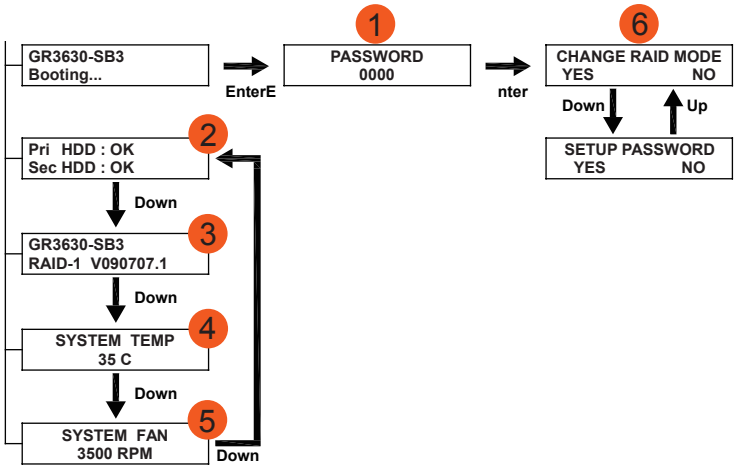 1
6
GR3630-SB3
Booting...
EnterE
PASSWORD
0000
nter
CHANGE RAID MODE
YES NO
Down Up
SETUP PASSWORD
YES NO
2
Pri HDD : OK
Sec HDD : OK
Down
3
GR3630-SB3
RAID-1 V090707.1
Down
4
SYSTEM TEMP
35 C
Down
5
SYSTEM FAN
3500 RPM
Down